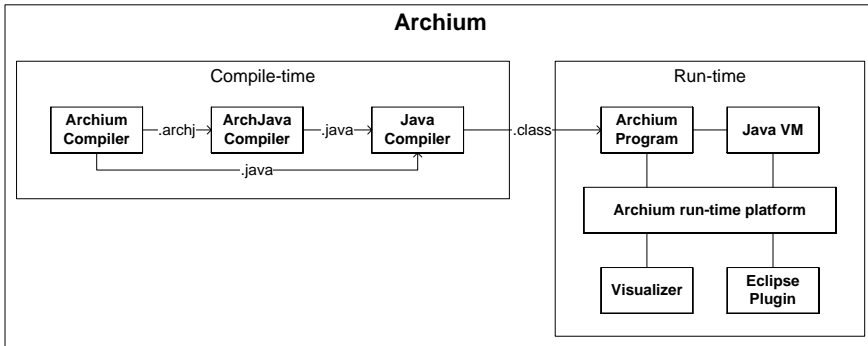 Archium
Compile-time
Run-time
Archium
Compiler
.archj
ArchJava
Compiler
.java
Java
Compiler
.class
Archium
Program
Java VM
.java
Archium run-time platform
Visualizer
Eclipse
Plugin